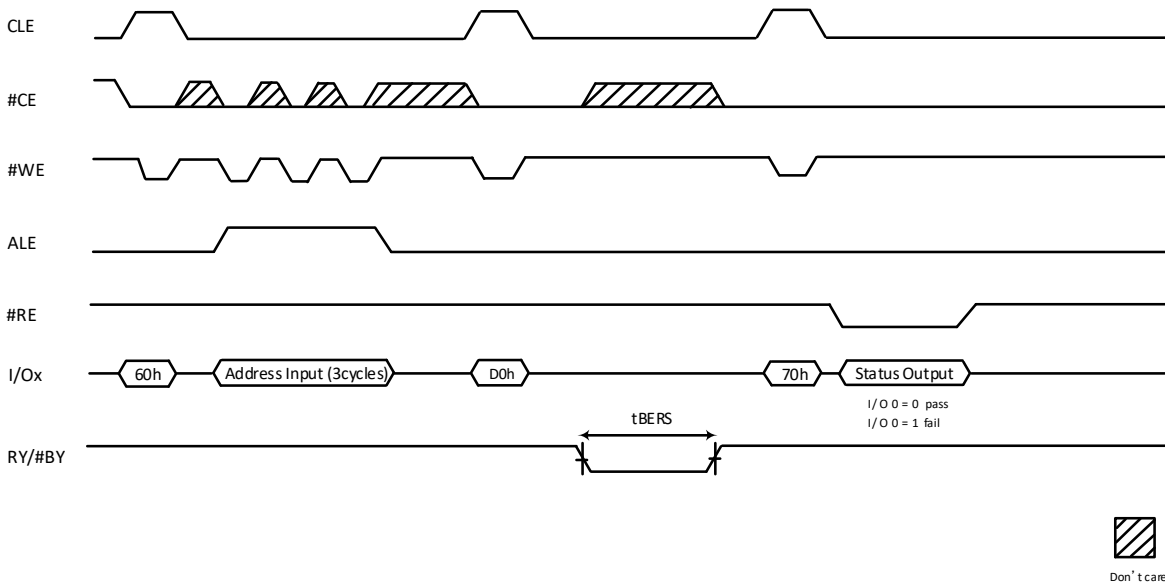 CLE
#CE
#WE
ALE
#RE
I/Ox 60h Address Input (3cycles) D0h 70h Status Output
I/O 0 = 0 pass
I/O 0 = 1 fail
tBERS
RY/#BY
Don't care